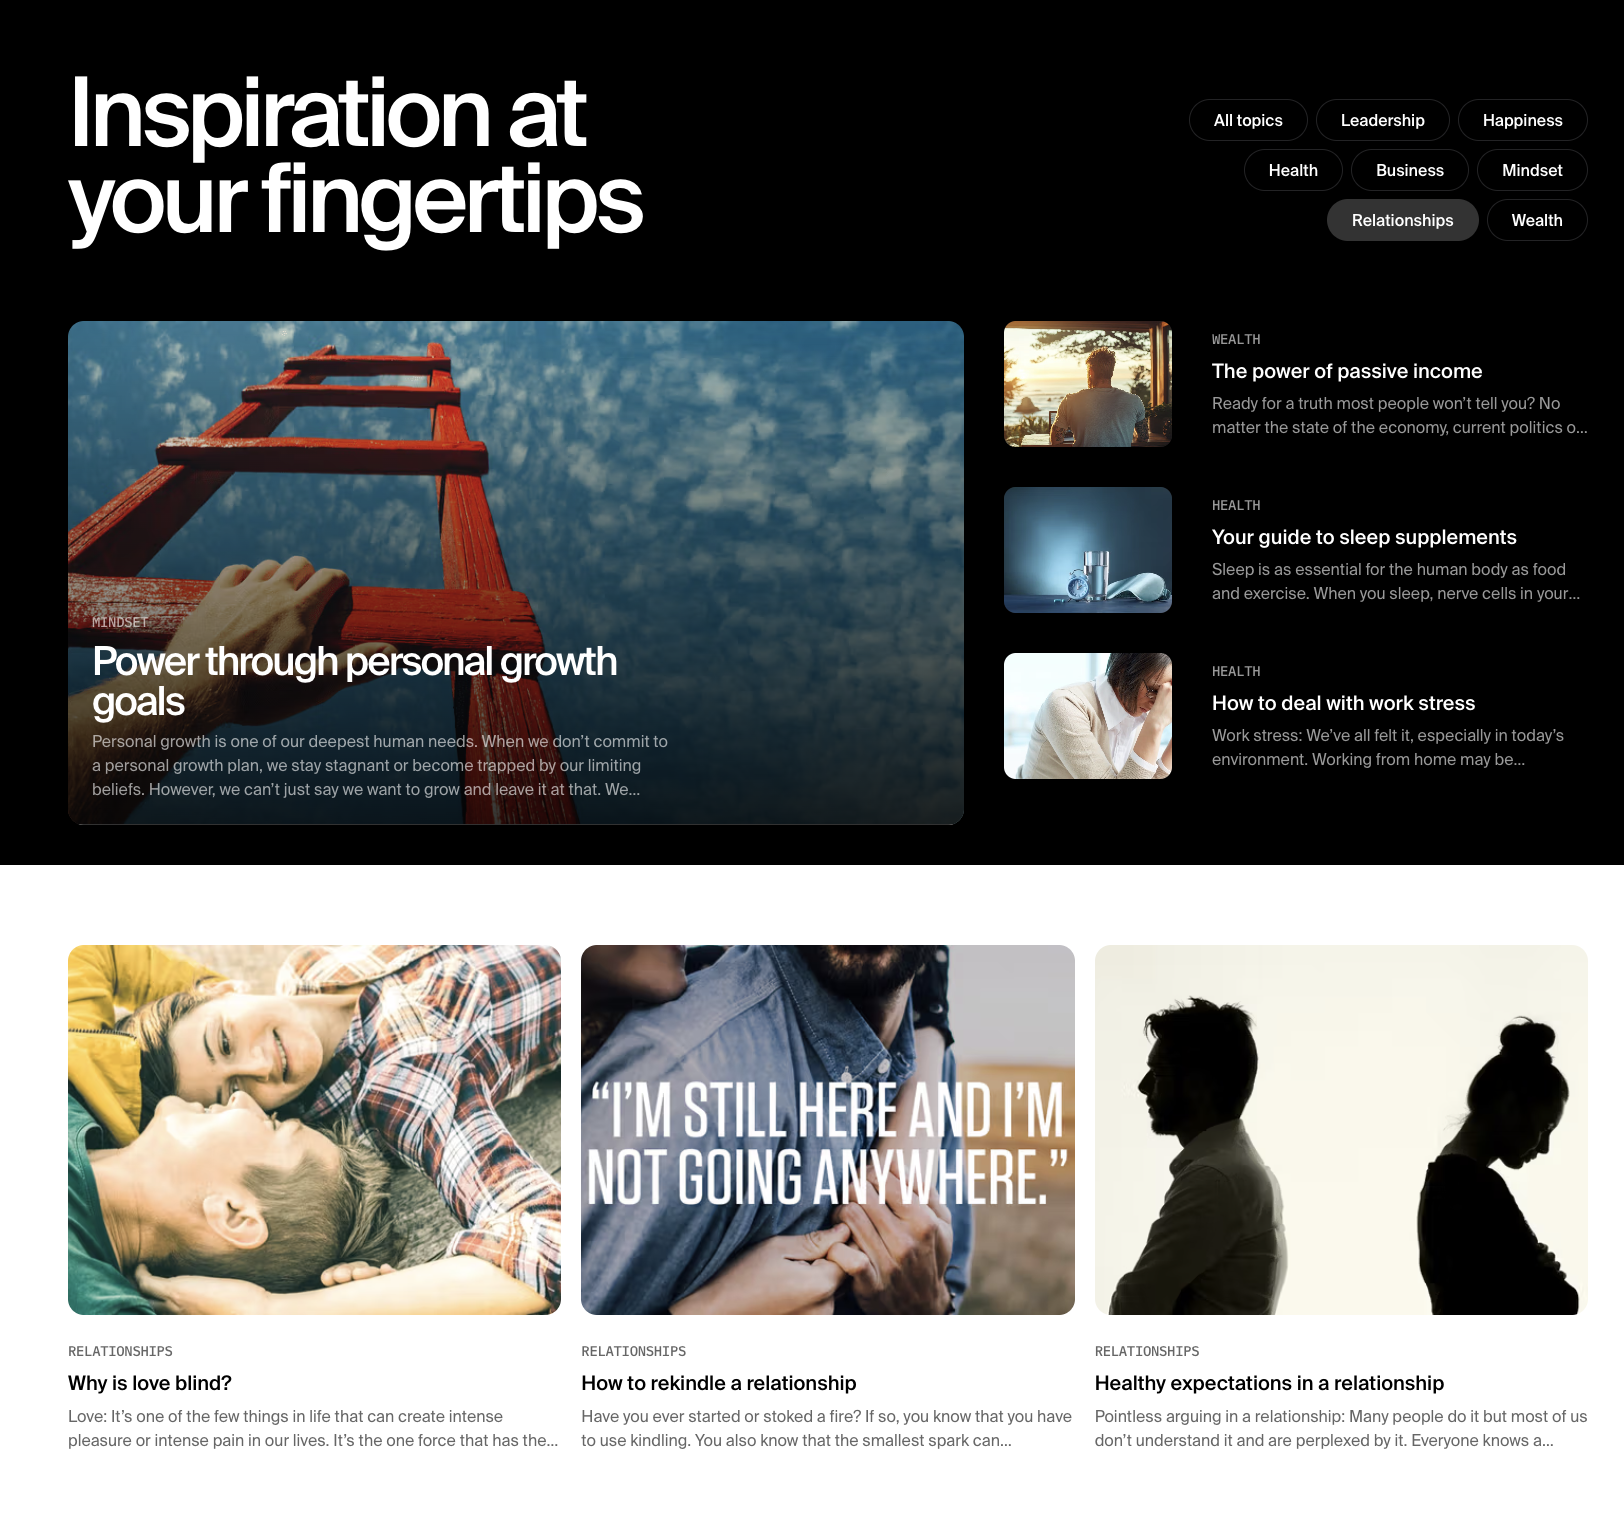 Inspiration at
your fingertips
All topics
Leadership
Happiness
Health
Business
Mindset
Relationships
Wealth
MINDSET
Power through personal growth
goals
Personal growth is one of our deepest human needs. When we don’t commit to
a personal growth plan, we stay stagnant or become trapped by our limiting
beliefs. However, we can’t just say we want to grow and leave it at that. We...
WEALTH
The power of passive income
Ready for a truth most people won’t tell you? No
matter the state of the economy, current politics o...
HEALTH
Your guide to sleep supplements
Sleep is as essential for the human body as food
and exercise. When you sleep, nerve cells in your...
HEALTH
How to deal with work stress
Work stress: We’ve all felt it, especially in today’s
environment. Working from home may be...
“I’M STILL HERE AND I’M
NOT GOING ANYWHERE.”
RELATIONSHIPS
Why is love blind?
Love: It’s one of the few things in life that can create intense
pleasure or intense pain in our lives. It’s the one force that has the...
RELATIONSHIPS
How to rekindle a relationship
Have you ever started or stoked a fire? If so, you know that you have
to use kindling. You also know that the smallest spark can...
RELATIONSHIPS
Healthy expectations in a relationship
Pointless arguing in a relationship: Many people do it but most of us
don’t understand it and are perplexed by it. Everyone knows a...